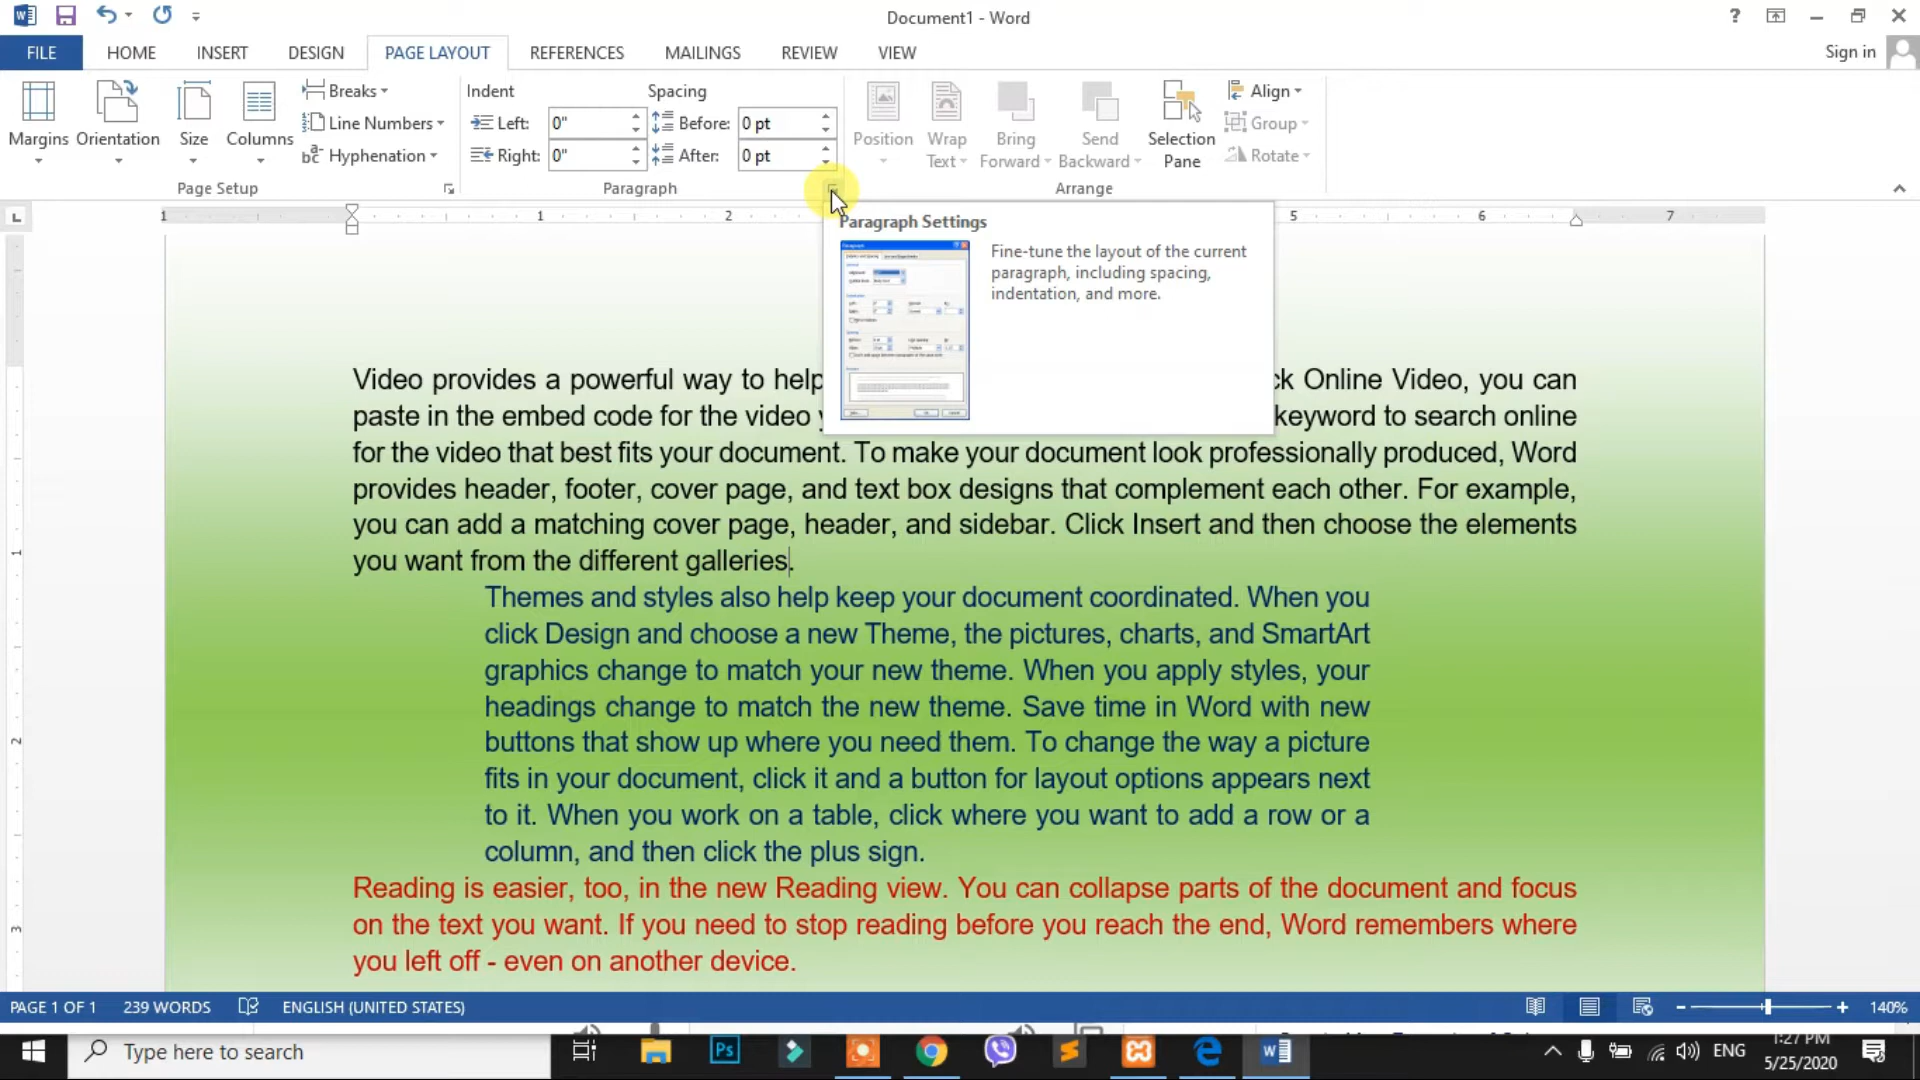 Document1 - Word
FILE HOME INSERT DESIGN PAGE LAYOUT REFERENCES MAILINGS REVIEW VIEW Sign in
Margins Orientation Size Columns
Breaks
Line Numbers
Hyphenation
Page Setup
Indent Spacing
Left: 0" Before: 0 pt
Right: 0" After: 0 pt
Paragraph
Position Wrap Text Bring Forward Send Backward Selection Pane
Align
Group
Rotate
Arrange
1 1 2 5 6 7
Paragraph Settings
Fine-tune the layout of the current
paragraph, including spacing,
indentation, and more.
Video provides a powerful way to help ck Online Video, you can
paste in the embed code for the video keyword to search online
for the video that best fits your document. To make your document look professionally produced, Word
provides header, footer, cover page, and text box designs that complement each other. For example,
you can add a matching cover page, header, and sidebar. Click Insert and then choose the elements
you want from the different galleries.
Themes and styles also help keep your document coordinated. When you
click Design and choose a new Theme, the pictures, charts, and SmartArt
graphics change to match your new theme. When you apply styles, your
headings change to match the new theme. Save time in Word with new
buttons that show up where you need them. To change the way a picture
fits in your document, click it and a button for layout options appears next
to it. When you work on a table, click where you want to add a row or a
column, and then click the plus sign.
Reading is easier, too, in the new Reading view. You can collapse parts of the document and focus
on the text you want. If you need to stop reading before you reach the end, Word remembers where
you left off - even on another device.
1
2
3
PAGE 1 OF 1 239 WORDS ENGLISH (UNITED STATES) 140%
Type here to search
Ps
ENG
1:27 PM
5/25/2020